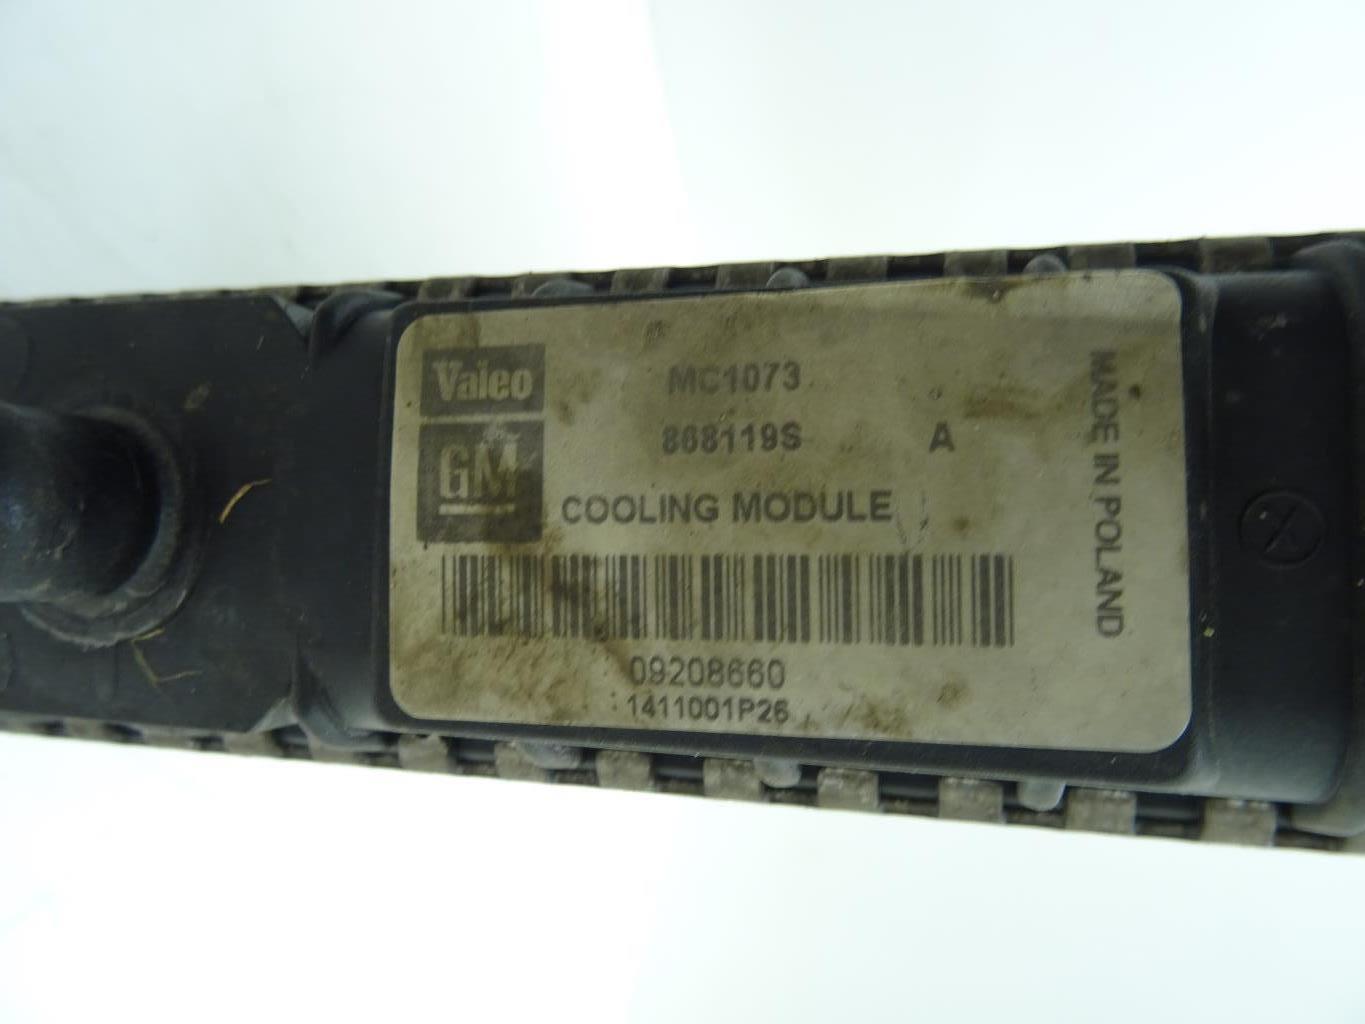 Valeo
GM
MC1073
868119S A
COOLING MODULE
09208660
1411001P26
MADE IN POLAND